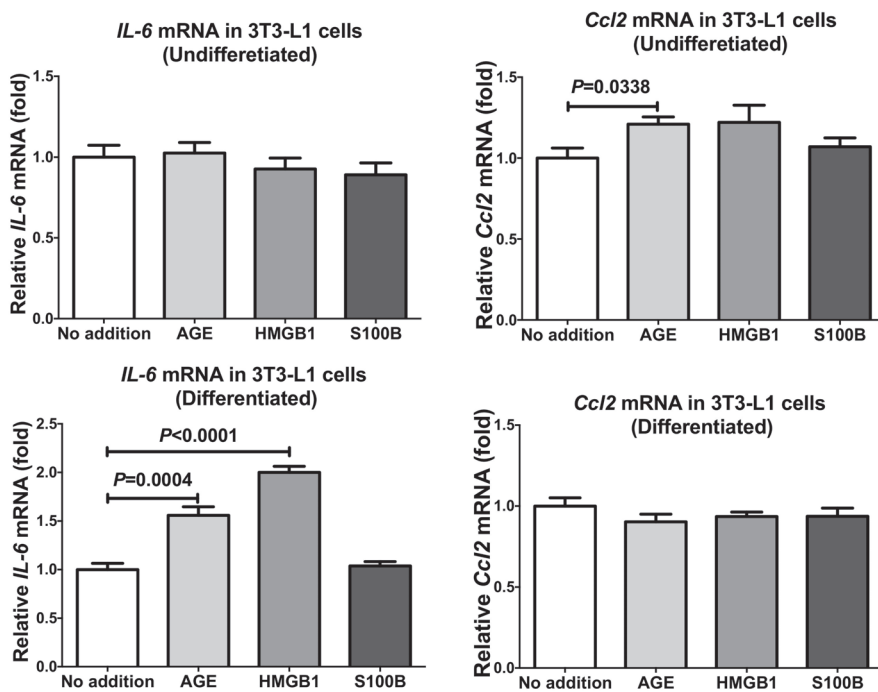 IL-6 mRNA in 3T3-L1 cells
(Undifferetiated)
Relative IL-6 mRNA (fold)
1.5
1.0
0.5
0.0
No addition AGE HMGB1 S100B
Ccl2 mRNA in 3T3-L1 cells
(Undifferetiated)
Relative Ccl2 mRNA (fold)
1.5
1.0
0.5
0.0
P=0.0338
No addition AGE HMGB1 S100B
IL-6 mRNA in 3T3-L1 cells
(Differentiated)
Relative IL-6 mRNA (fold)
2.5
2.0
1.5
1.0
0.5
0.0
P<0.0001
P=0.0004
No addition AGE HMGB1 S100B
Ccl2 mRNA in 3T3-L1 cells
(Differentiated)
Relative Ccl2 mRNA (fold)
1.5
1.0
0.5
0.0
No addition AGE HMGB1 S100B